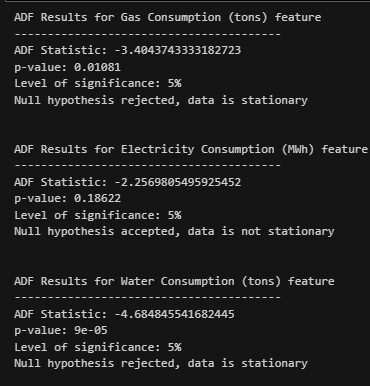 ADF Results for Gas Consumption (tons) feature
----------------------------------------
ADF Statistic: -3.4043743333182723
p-value: 0.01081
Level of significance: 5%
Null hypothesis rejected, data is stationary
ADF Results for Electricity Consumption (MWh) feature
----------------------------------------
ADF Statistic: -2.2569805495925452
p-value: 0.18622
Level of significance: 5%
Null hypothesis accepted, data is not stationary
ADF Results for Water Consumption (tons) feature
----------------------------------------
ADF Statistic: -4.684845541682445
p-value: 9e-05
Level of significance: 5%
Null hypothesis rejected, data is stationary